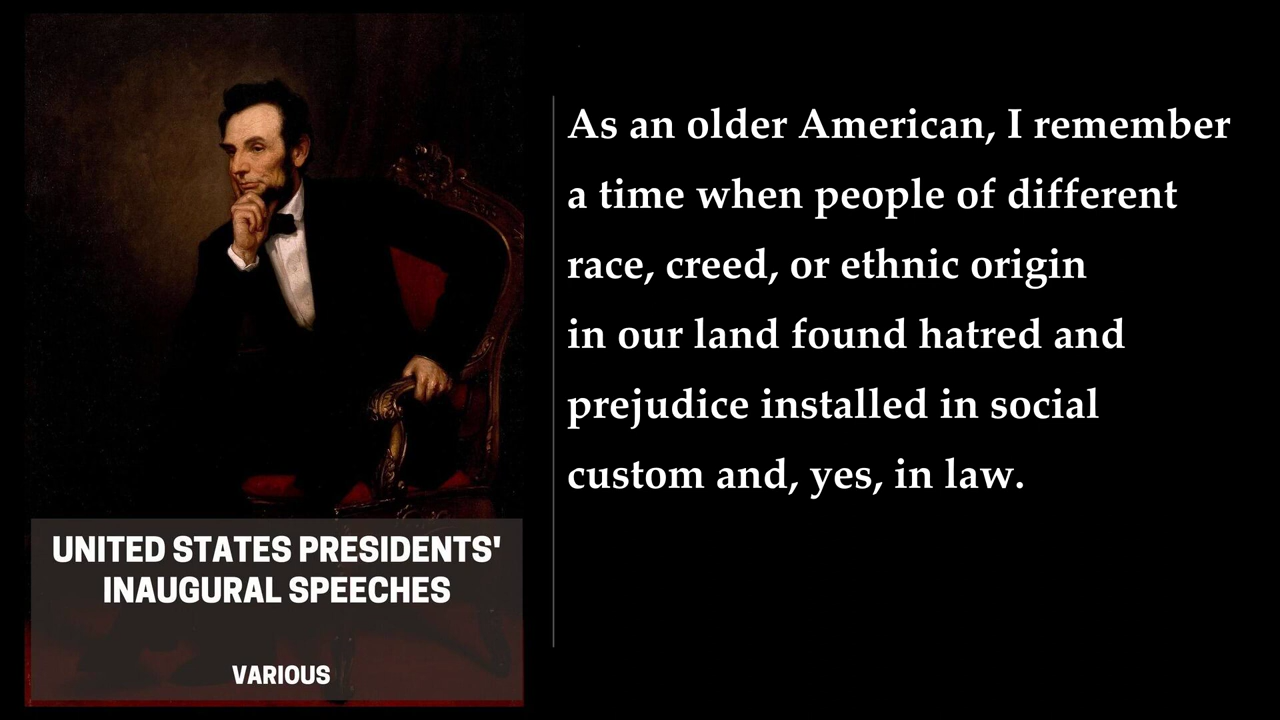 As an older American, I remember
a time when people of different
race, creed, or ethnic origin
in our land found hatred and
prejudice installed in social
custom and, yes, in law.
UNITED STATES PRESIDENTS'
INAUGURAL SPEECHES
VARIOUS